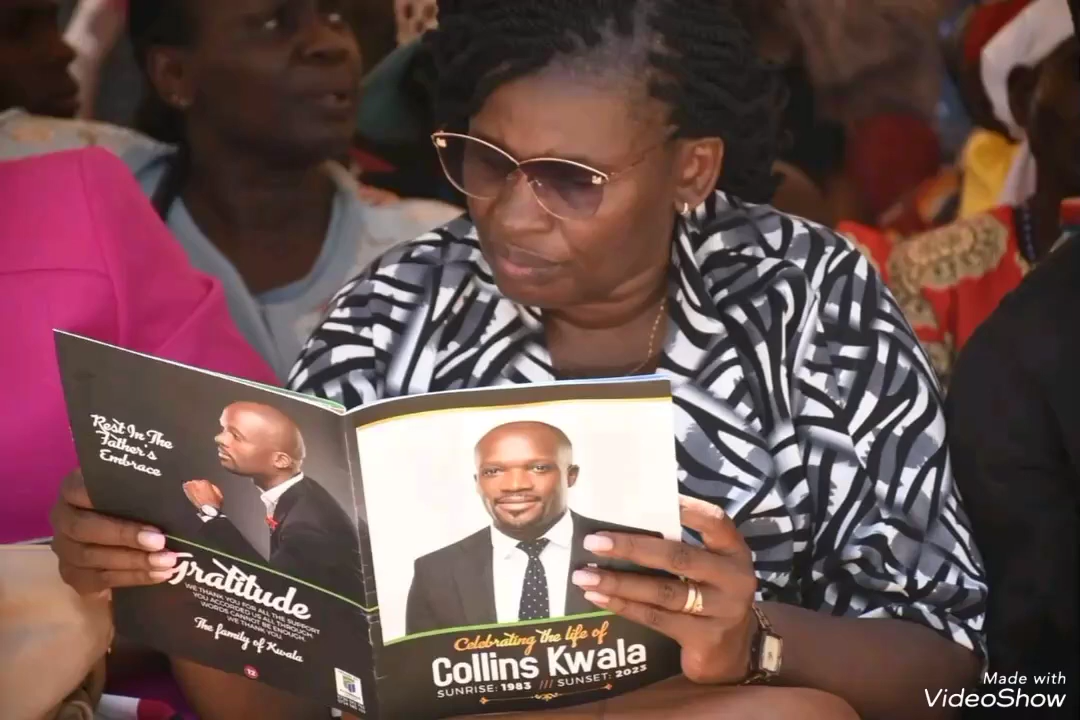 Rest In The
Father's
Embrace
Gratitude
WE THANK YOU FOR ALL THE SUPPORT
YOU ACCORDED US ALL THROUGH.
WORDS CANNOT BE ENOUGH,
WE THANK YOU
The family of Kwala
Celebrating the life of
Collins Kwala
SUNRISE: 1983 /// SUNSET: 2023
Made with
VideoShow